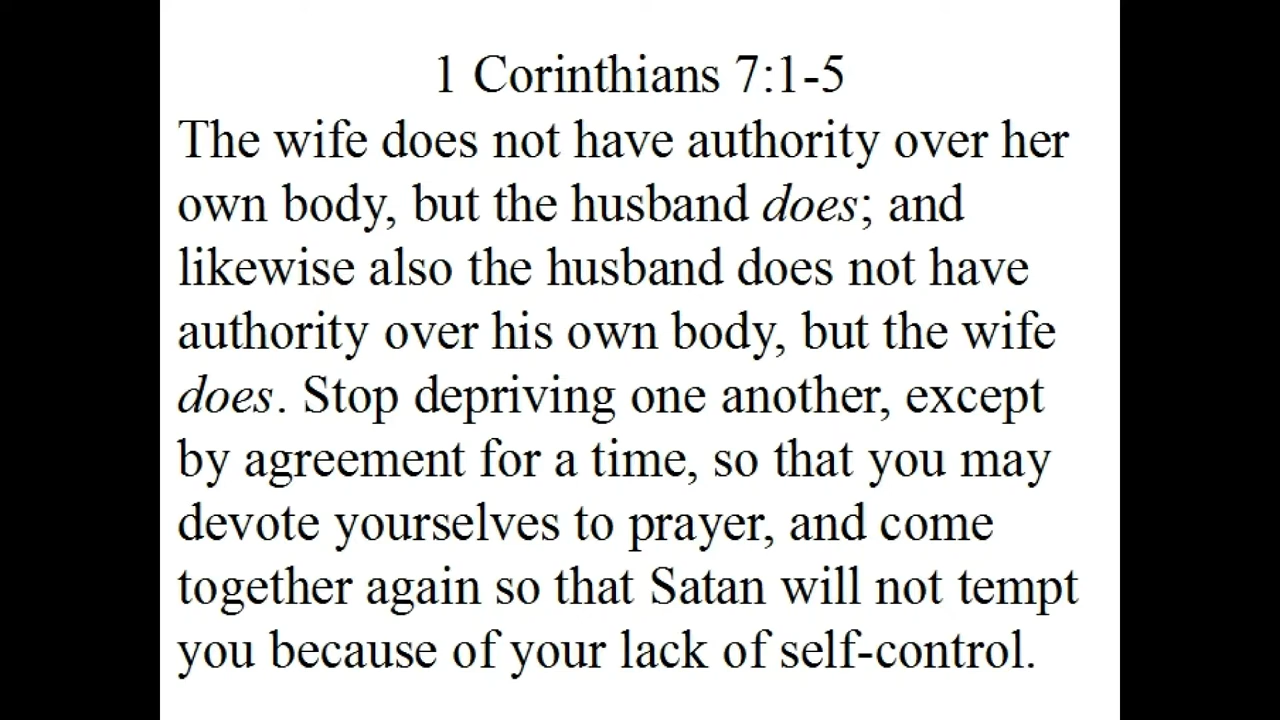 1 Corinthians 7:1-5
The wife does not have authority over her
own body, but the husband does; and
likewise also the husband does not have
authority over his own body, but the wife
does. Stop depriving one another, except
by agreement for a time, so that you may
devote yourselves to prayer, and come
together again so that Satan will not tempt
you because of your lack of self-control.